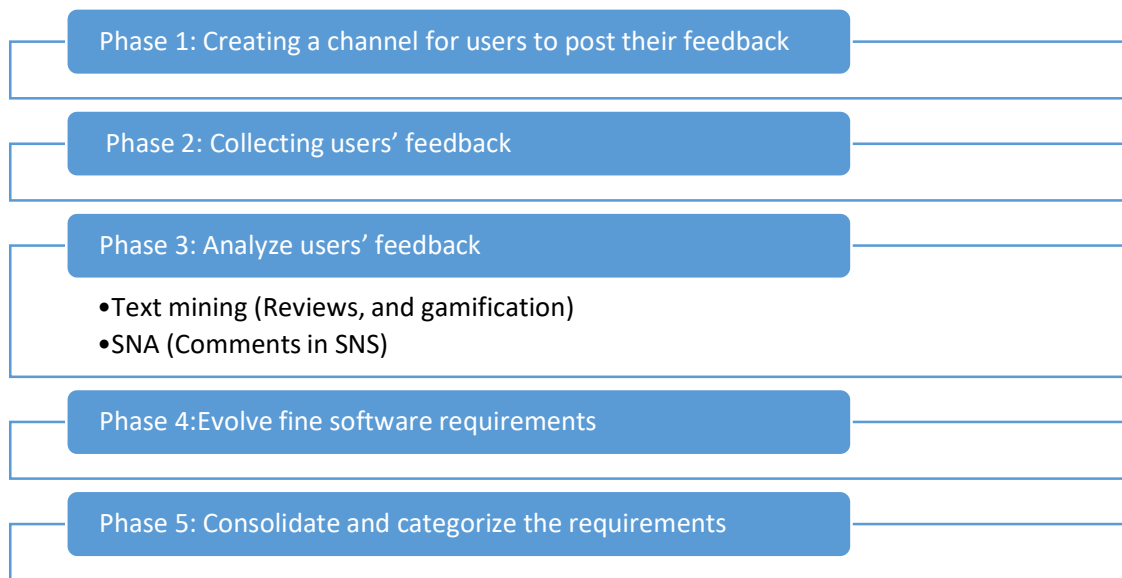 Phase 1: Creating a channel for users to post their feedback
Phase 2: Collecting users’ feedback
Phase 3: Analyze users’ feedback
•Text mining (Reviews, and gamification)
•SNA (Comments in SNS)
Phase 4:Evolve fine software requirements
Phase 5: Consolidate and categorize the requirements